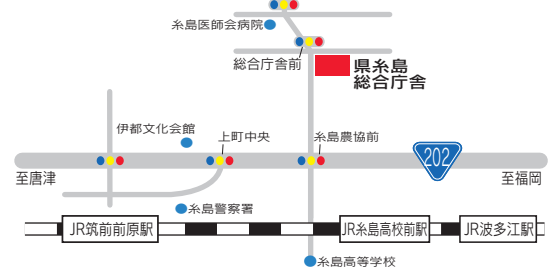 糸島医師会病院
総合庁舎前
県糸島
総合庁舎
伊都文化会館
上町中央
糸島農協前
202
至唐津
至福岡
糸島警察署
JR筑前前原駅
JR糸島高校前駅
JR波多江駅
糸島高等学校